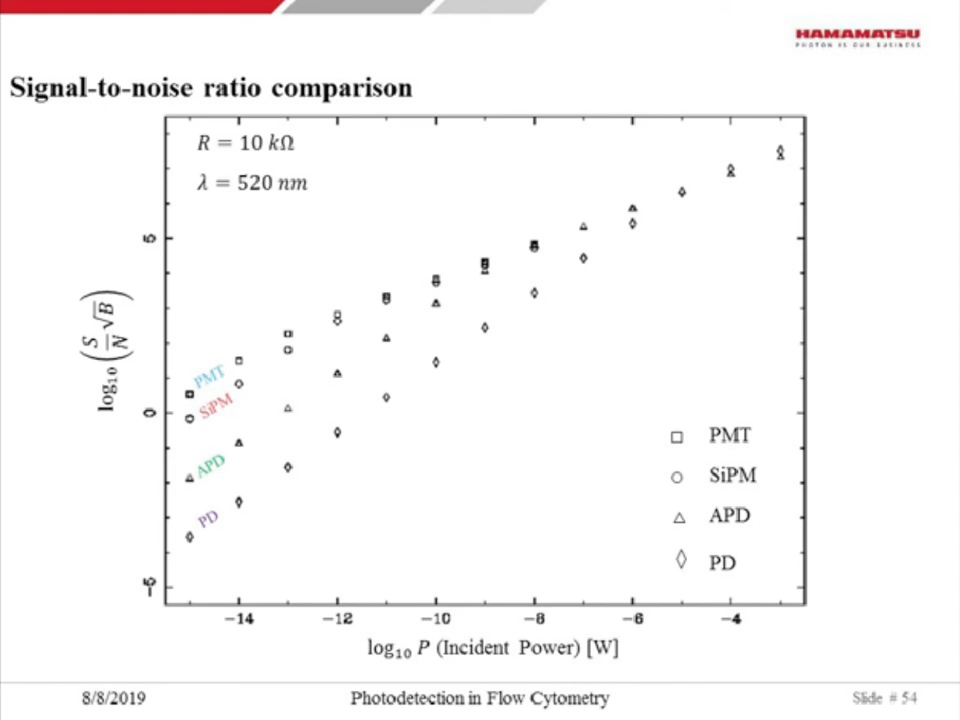 HAMAMATSU
PHOTON IS OUR BUSINESS
Signal-to-noise ratio comparison
R = 10 kΩ
λ = 520 nm
5
0
−5
log₁₀ (S/N √B)
PMT
SiPM
APD
PD
PMT
SiPM
APD
PD
−14 −12 −10 −8 −6 −4
log₁₀ P (Incident Power) [W]
8/8/2019 Photodetection in Flow Cytometry Slide # 54